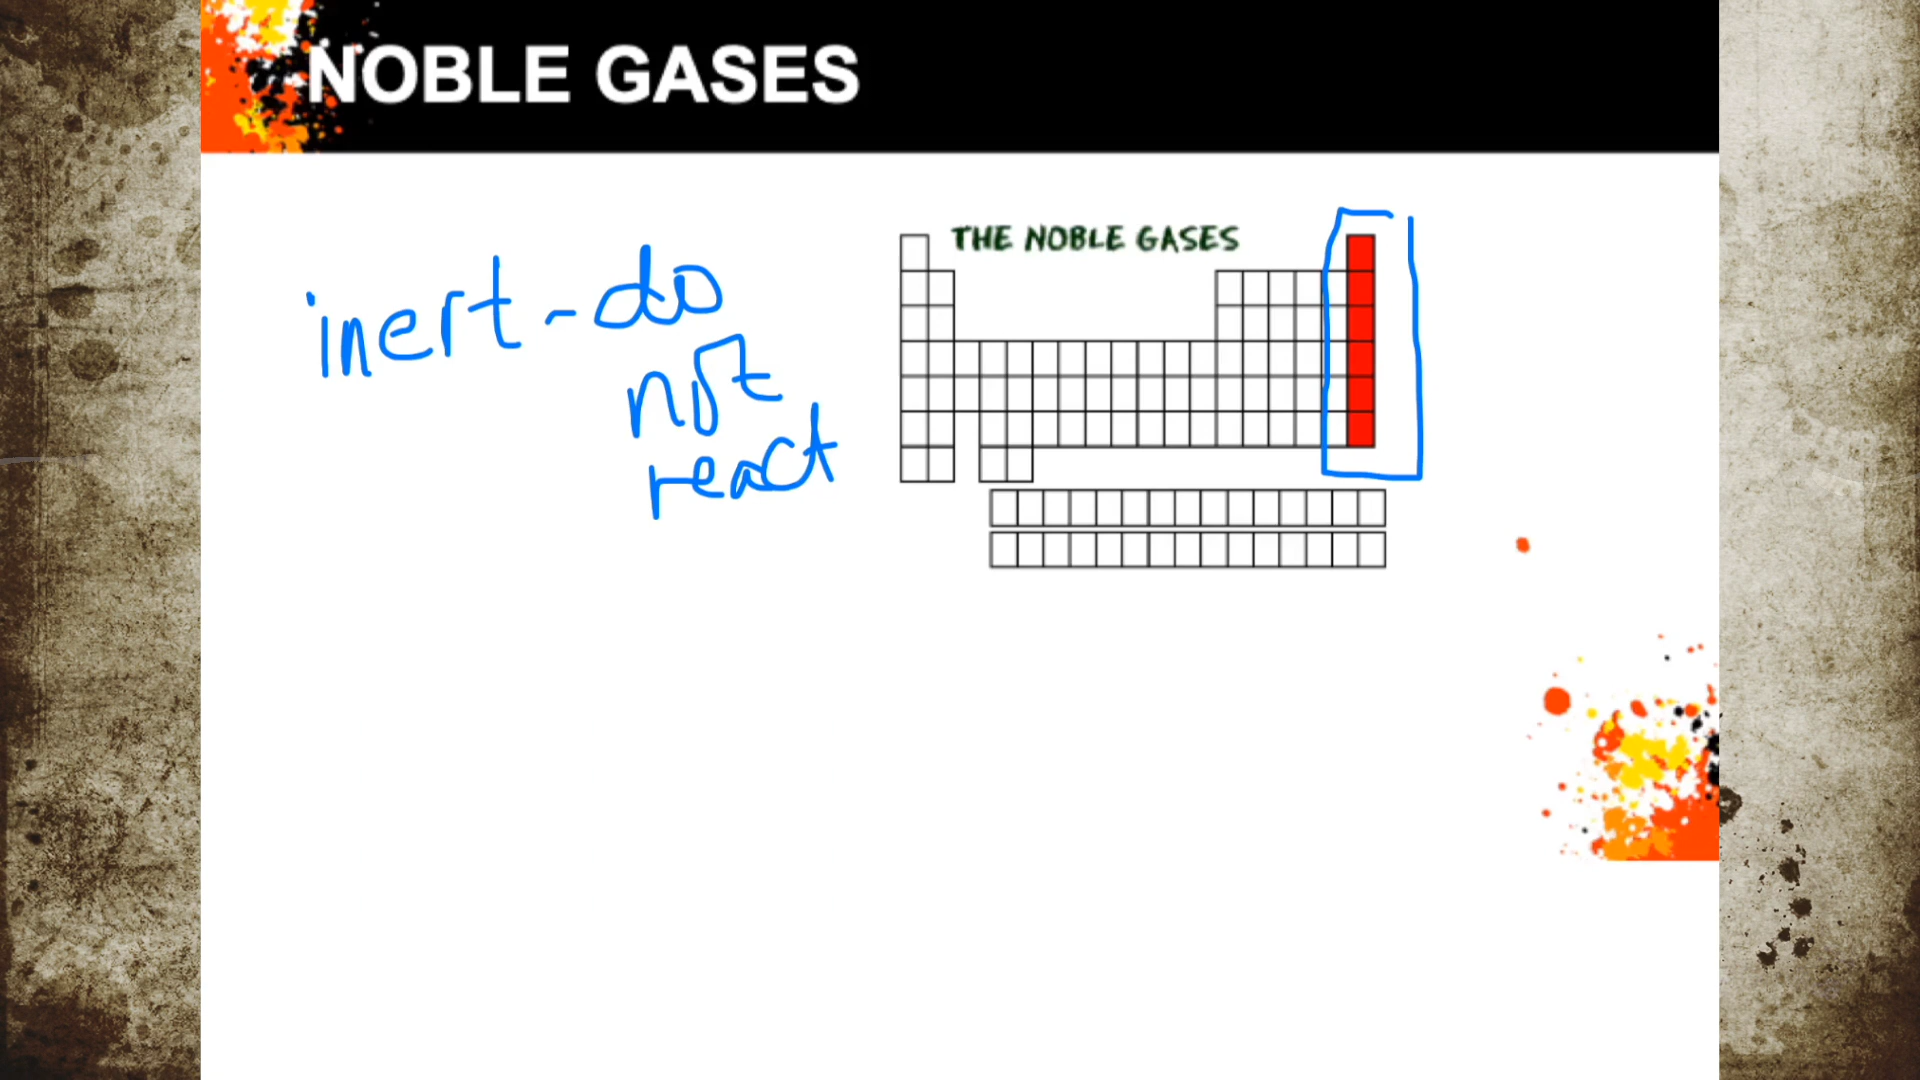 NOBLE GASES
THE NOBLE GASES
inert - do
not
react